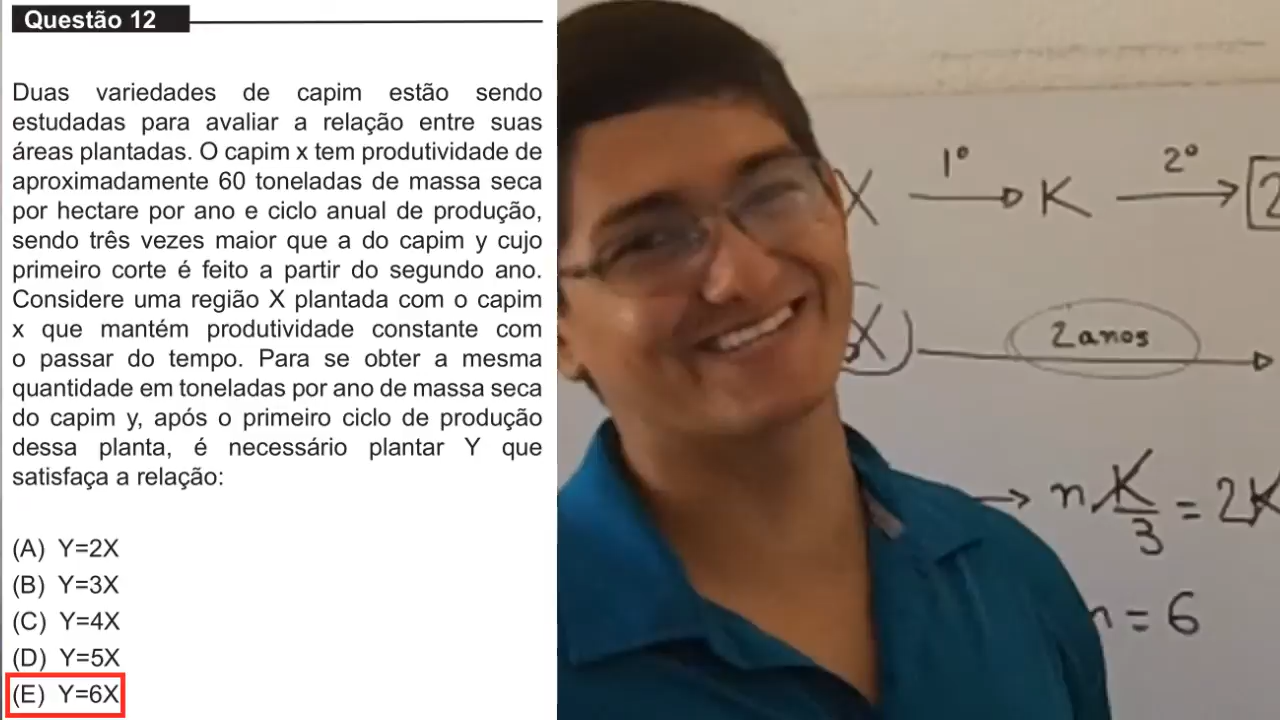 Questão 12
Duas variedades de capim estão sendo
estudadas para avaliar a relação entre suas
áreas plantadas. O capim x tem produtividade de
aproximadamente 60 toneladas de massa seca
por hectare por ano e ciclo anual de produção,
sendo três vezes maior que a do capim y cujo
primeiro corte é feito a partir do segundo ano.
Considere uma região X plantada com o capim
x que mantém produtividade constante com
o passar do tempo. Para se obter a mesma
quantidade em toneladas por ano de massa seca
do capim y, após o primeiro ciclo de produção
dessa planta, é necessário plantar Y que
satisfaça a relação:
(A) Y=2X
(B) Y=3X
(C) Y=4X
(D) Y=5X
(E) Y=6X
X 1º K 2º 2
X) 2 anos
n K/3 = 2K
n = 6